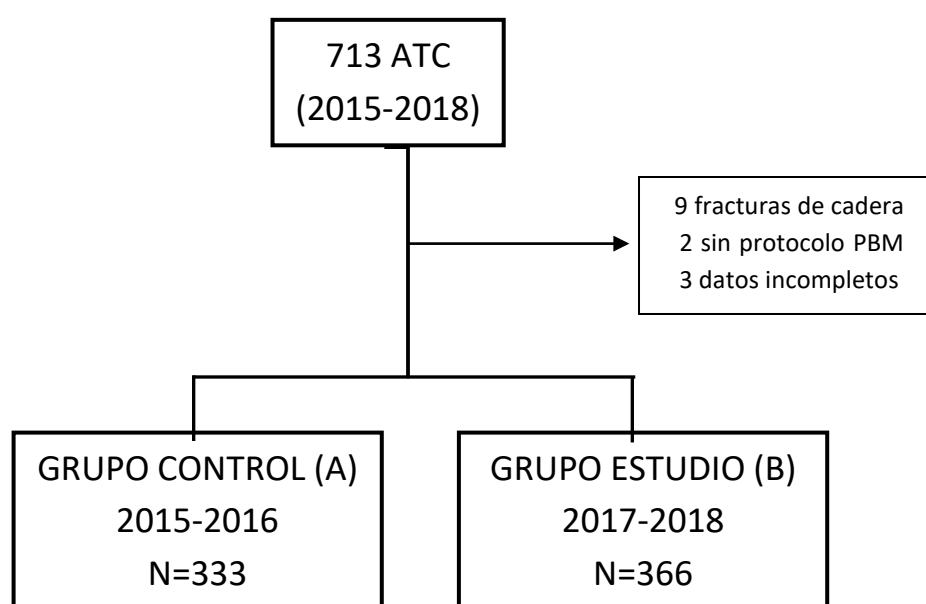 713 ATC
(2015-2018)
9 fracturas de cadera
2 sin protocolo PBM
3 datos incompletos
GRUPO CONTROL (A)
2015-2016
N=333
GRUPO ESTUDIO (B)
2017-2018
N=366